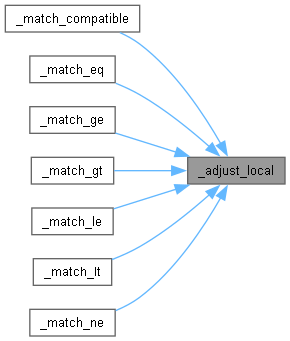 _match_compatible
_match_eq
_match_ge
_match_gt
_adjust_local
_match_le
_match_lt
_match_ne